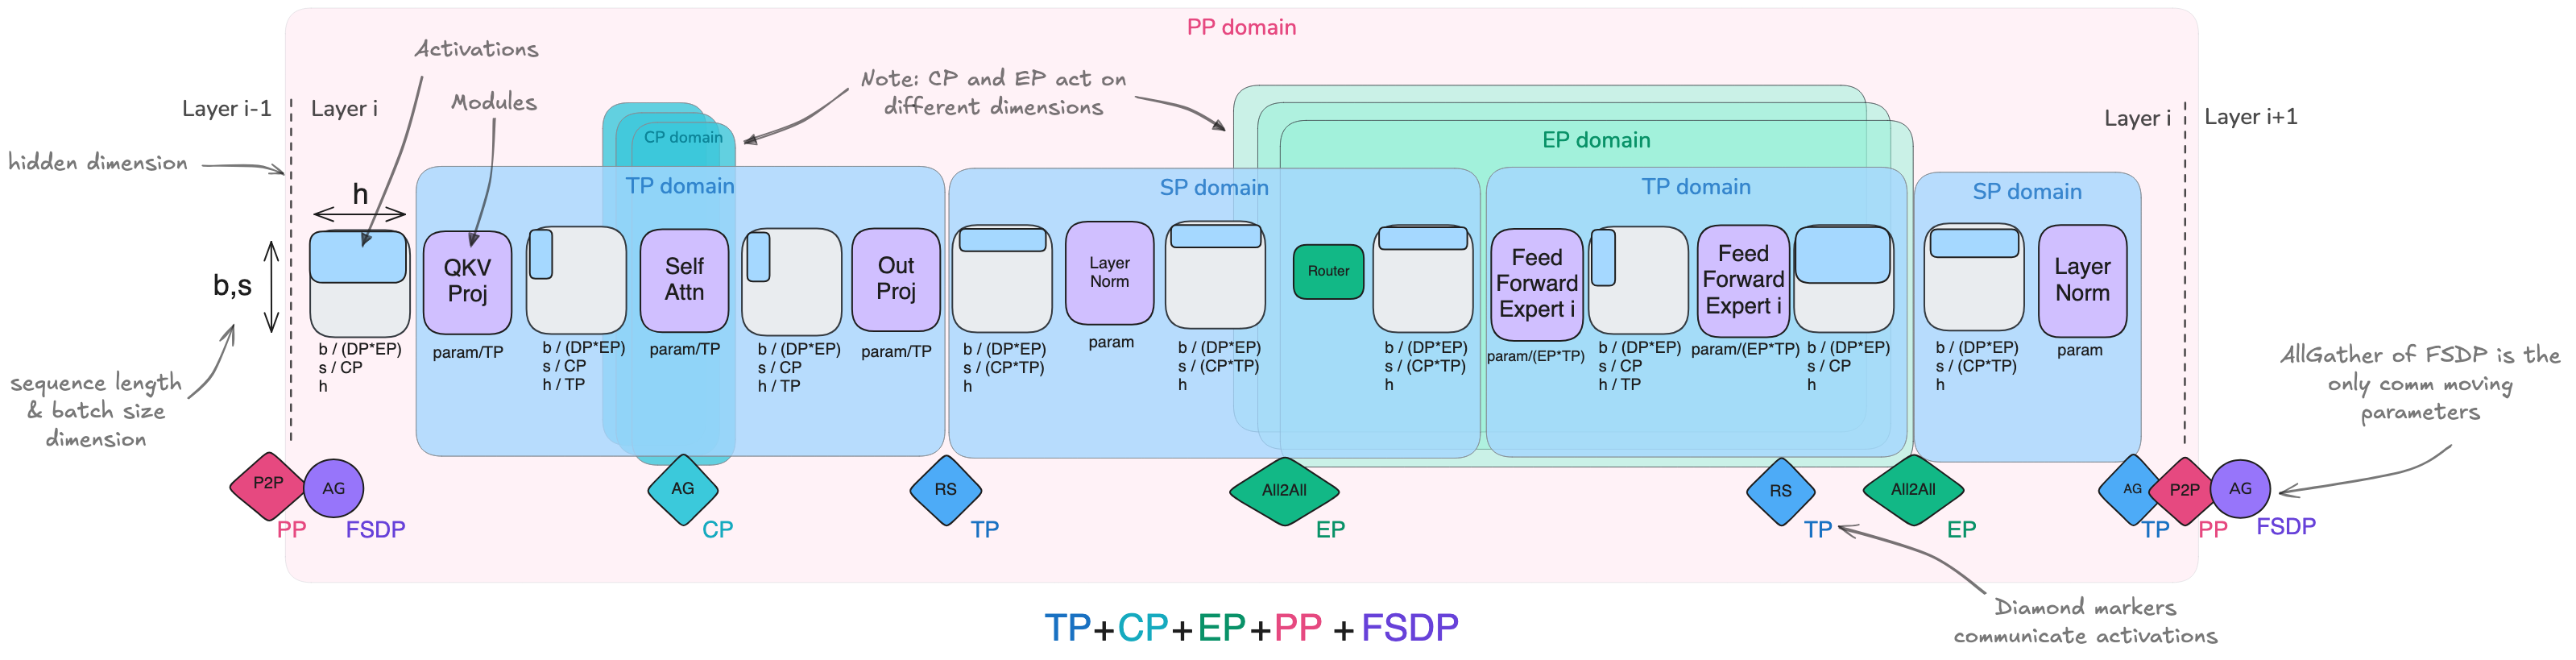 PP domain
Activations
Modules
Note: CP and EP act on
different dimensions
Layer i-1
Layer i
Layer i
Layer i+1
hidden dimension
CP domain
EP domain
TP domain
SP domain
TP domain
SP domain
h
b,s
QKV
Proj
Self
Attn
Out
Proj
Layer
Norm
Router
Feed
Forward
Expert i
Feed
Forward
Expert i
Layer
Norm
b / (DP*EP)
s / CP
h
param/TP
b / (DP*EP)
s / CP
h / TP
param/TP
b / (DP*EP)
s / CP
h / TP
param/TP
b / (DP*EP)
s / (CP*TP)
h
param
b / (DP*EP)
s / (CP*TP)
h
b / (DP*EP)
s / (CP*TP)
h
param/(EP*TP)
b / (DP*EP)
s / CP
h / TP
param/(EP*TP)
b / (DP*EP)
s / CP
h
b / (DP*EP)
s / (CP*TP)
h
param
sequence length
& batch size
dimension
AllGather of FSDP is the
only comm moving
parameters
P2P
PP
AG
FSDP
AG
CP
RS
TP
All2All
EP
RS
TP
All2All
EP
AG
TP
P2P
PP
AG
FSDP
Diamond markers
communicate activations
TP+CP+EP+PP +FSDP